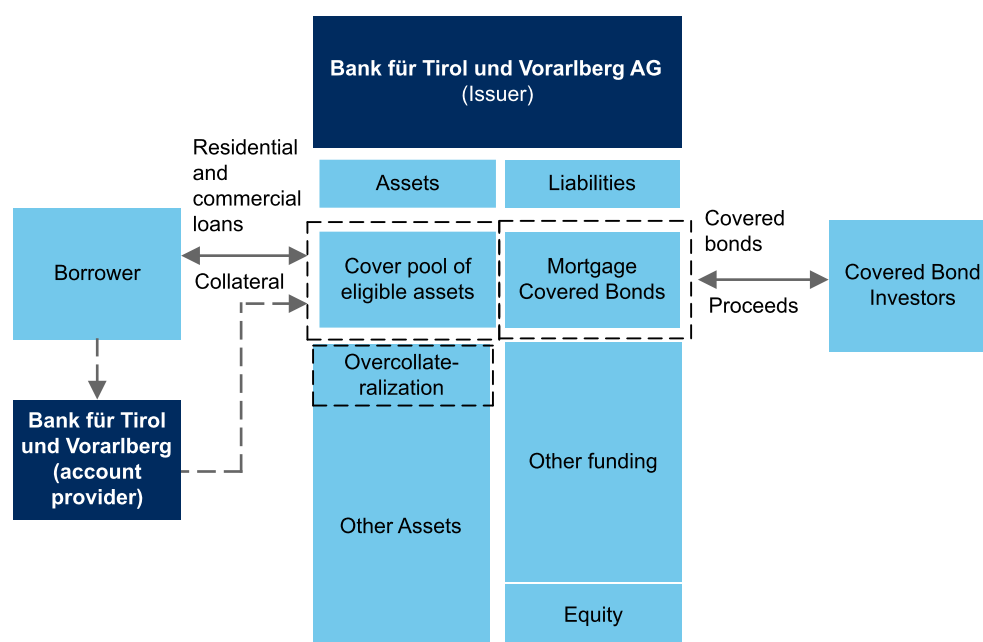 Bank für Tirol und Vorarlberg AG
(Issuer)
Residential
and
commercial
loans
Assets
Liabilities
Borrower
Collateral
Cover pool of
eligible assets
Mortgage
Covered Bonds
Covered
bonds
Proceeds
Covered Bond
Investors
Overcollate-
ralization
Bank für Tirol
und Vorarlberg
(account
provider)
Other Assets
Other funding
Equity